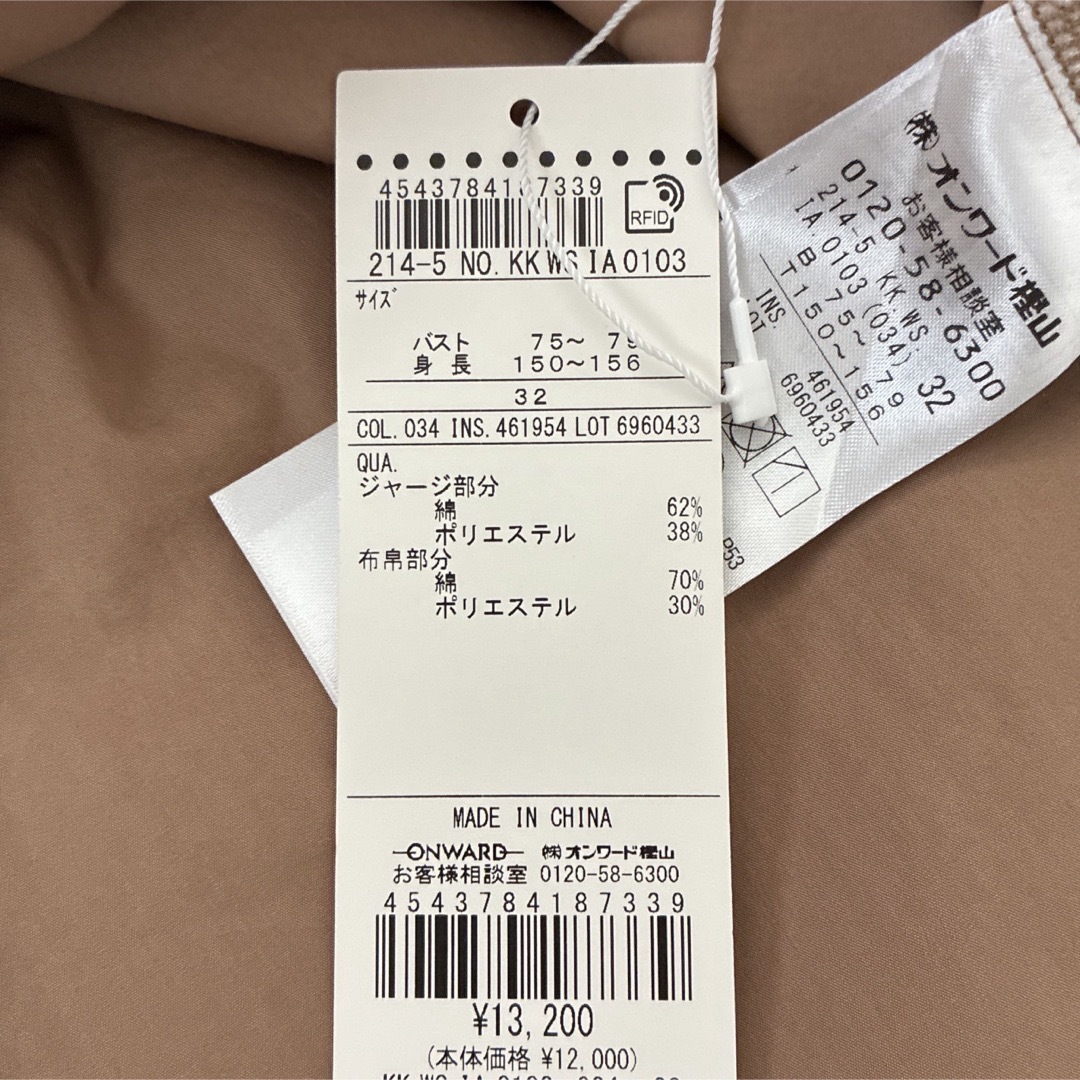 RFID
214-5 NO. KK WS IA 0103
サイズ
バスト 75～ 79
身長 150～156
32
COL. 034 INS. 461954 LOT 6960433
QUA.
ジャージ部分
綿 62%
ポリエステル 38%
布帛部分
綿 70%
ポリエステル 30%
MADE IN CHINA
ONWARD ㈱オンワード樫山
お客様相談室 0120-58-6300
4543784187339
¥13,200
(本体価格 ¥12,000)
㈱オンワード樫山
お客様相談室
0120-58-6300
214-5 KK WS.
IA.0103 (034) 32
B 75～ 79
T 150～156
INS. 461954
LOT 6960433
P53